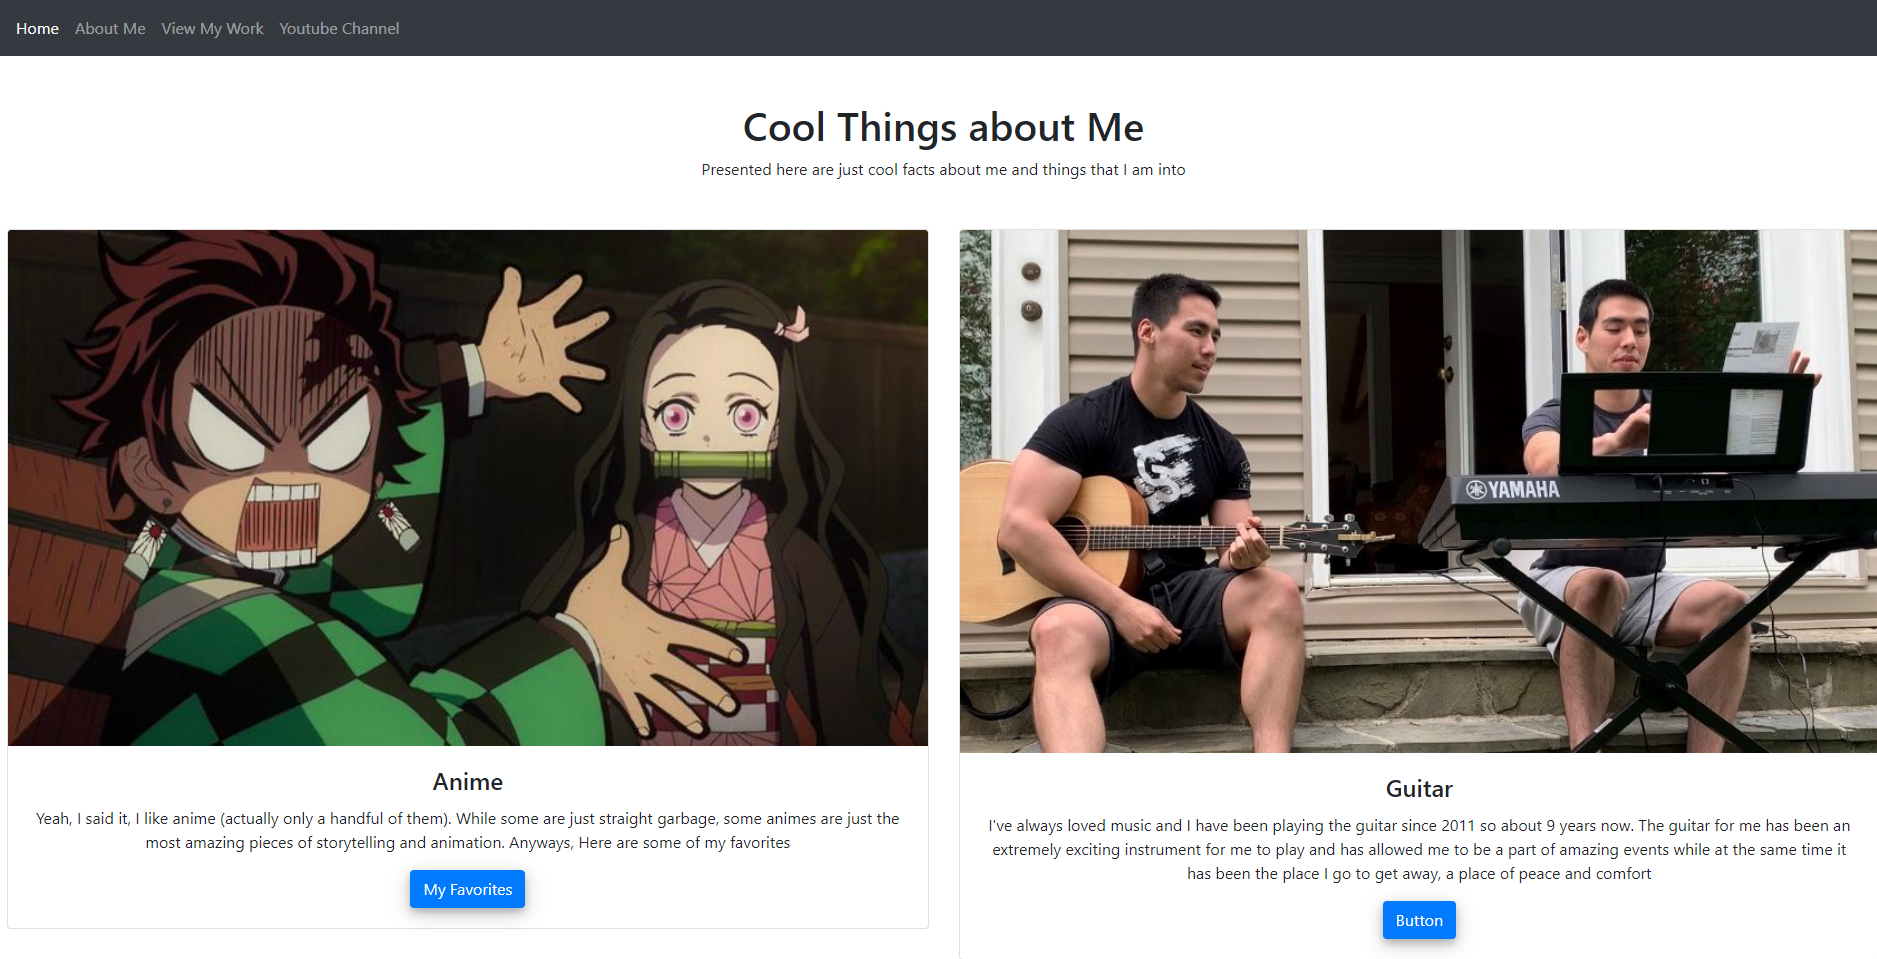 Home About Me View My Work Youtube Channel
Cool Things about Me
Presented here are just cool facts about me and things that I am into
YAMAHA
Anime
Yeah, I said it, I like anime (actually only a handful of them). While some are just straight garbage, some animes are just the
most amazing pieces of storytelling and animation. Anyways, Here are some of my favorites
My Favorites
Guitar
I've always loved music and I have been playing the guitar since 2011 so about 9 years now. The guitar for me has been an
extremely exciting instrument for me to play and has allowed me to be a part of amazing events while at the same time it
has been the place I go to get away, a place of peace and comfort
Button